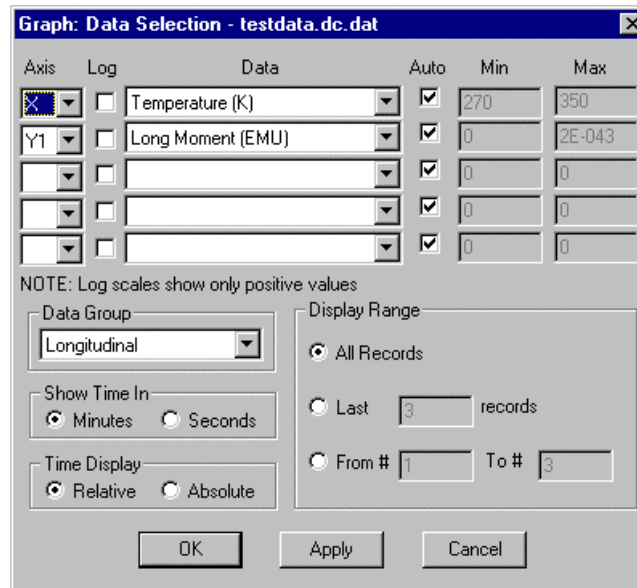 Graph: Data Selection - testdata.dc.dat
Axis Log Data Auto Min Max
X Temperature (K) 270 350
Y1 Long Moment (EMU) 0 2E-043
0 0
0 0
0 0
NOTE: Log scales show only positive values
Data Group
Longitudinal
Show Time In
Minutes Seconds
Time Display
Relative Absolute
Display Range
All Records
Last 3 records
From # 1 To # 3
OK Apply Cancel